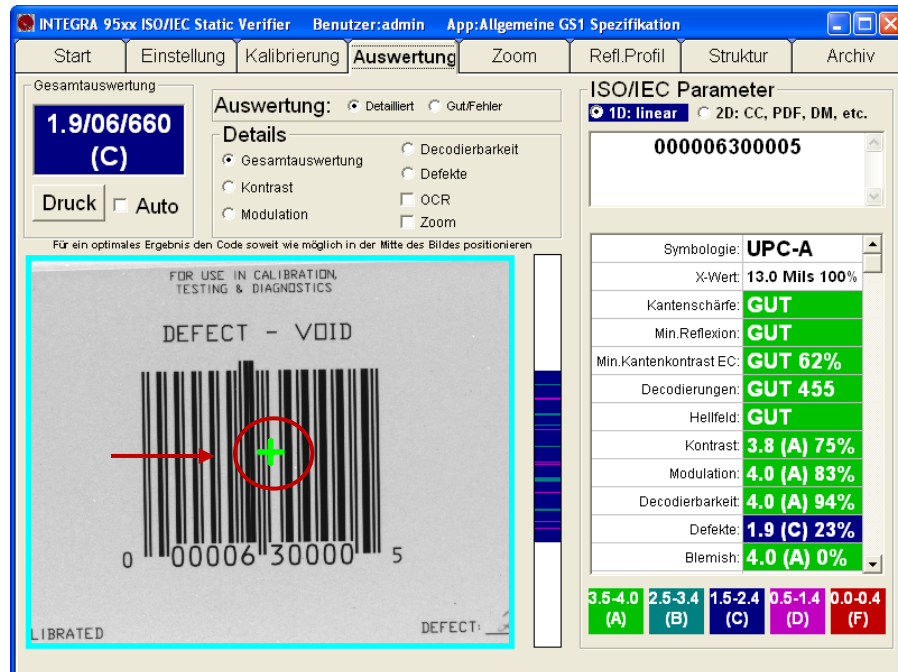 INTEGRA 95xx ISO/IEC Static Verifier Benutzer:admin App:Allgemeine GS1 Spezifikation
Start Einstellung Kalibrierung Auswertung Zoom Refl.Profil Struktur Archiv
Gesamtauswertung
1.9/06/660
(C)
Druck Auto
Auswertung: Detailliert Gut/Fehler
Details
Gesamtauswertung
Kontrast
Modulation
Decodierbarkeit
Defekte
OCR
Zoom
Für ein optimales Ergebnis den Code soweit wie möglich in der Mitte des Bildes positionieren
FOR USE IN CALIBRATION,
TESTING & DIAGNOSTICS
DEFECT - VOID
0 00006 30000 5
LIBRATED DEFECT:
ISO/IEC Parameter
1D: linear 2D: CC, PDF, DM, etc.
000006300005
Symbologie: UPC-A
X-Wert: 13.0 Mils 100%
Kantenschärfe: GUT
Min.Reflexion: GUT
Min.Kantenkontrast EC: GUT 62%
Decodierungen: GUT 455
Hellfeld: GUT
Kontrast: 3.8 (A) 75%
Modulation: 4.0 (A) 83%
Decodierbarkeit: 4.0 (A) 94%
Defekte: 1.9 (C) 23%
Blemish: 4.0 (A) 0%
3.5-4.0 2.5-3.4 1.5-2.4 0.5-1.4 0.0-0.4
(A) (B) (C) (D) (F)